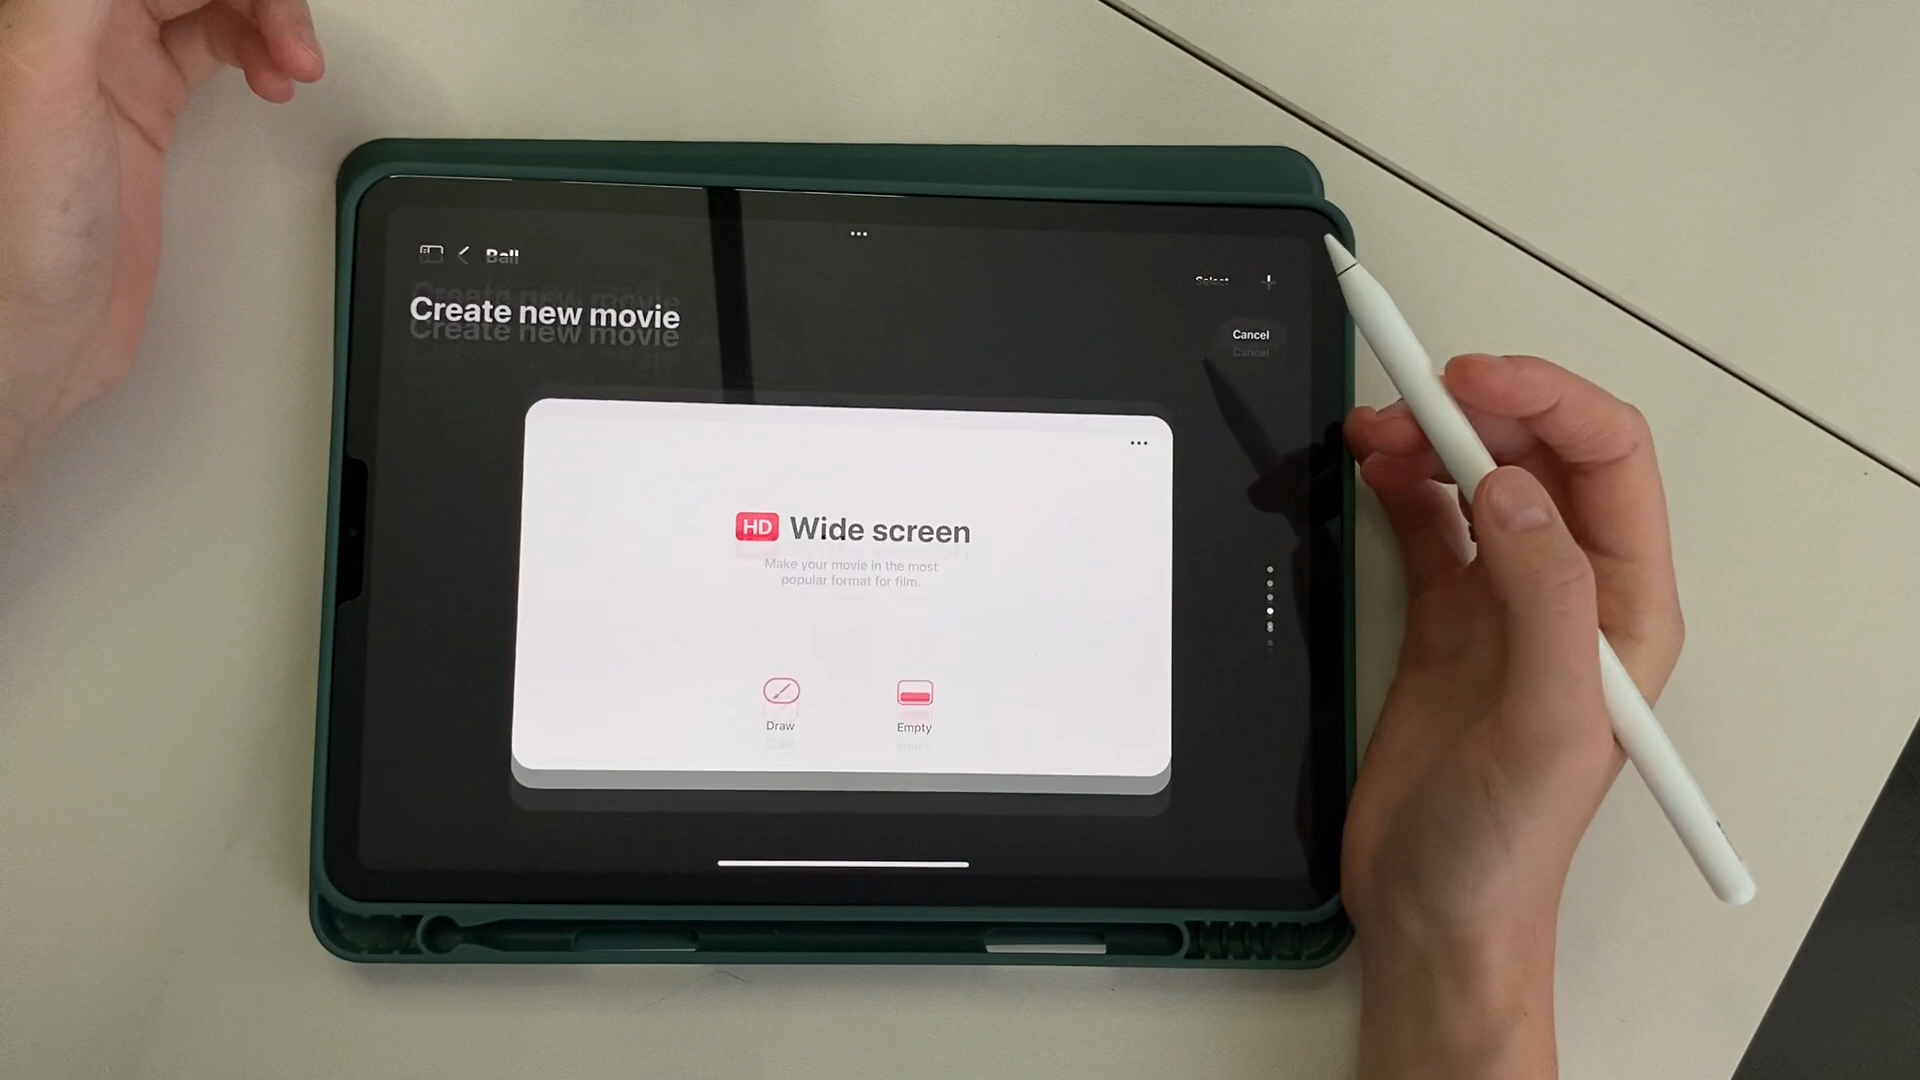 Ball
Select
Create new movie
Cancel
HD Wide screen
Make your movie in the most
popular format for film.
Draw
Empty